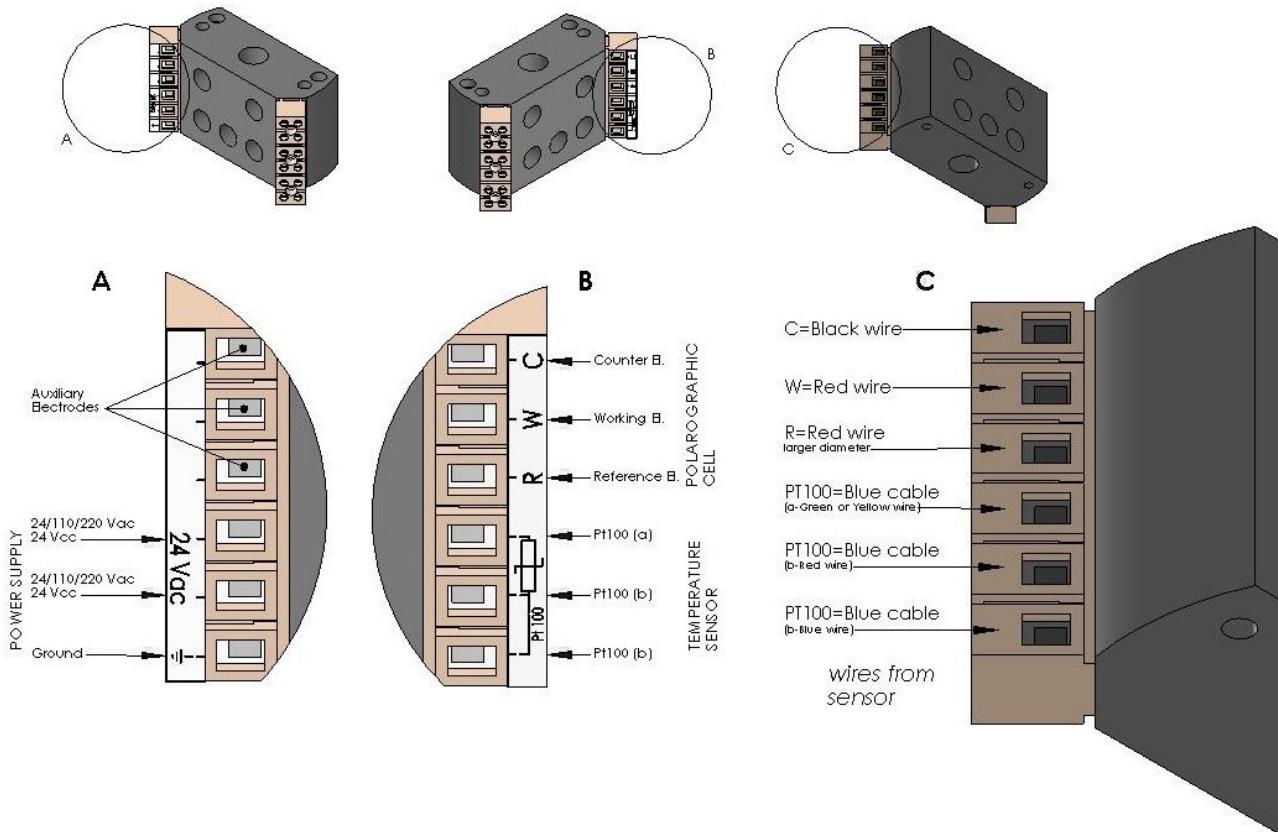 A
B
C
A
B
C
Auxiliary
Electrodes
24/110/220 Vac
24 Vcc
24/110/220 Vac
24 Vcc
Ground
POWER SUPPLY
24 Vac
C
W
R
Pt 100
Counter El.
Working El.
Reference El.
Pt100 (a)
Pt100 (b)
Pt100 (b)
POLAROGRAPHIC
CELL
TEMPERATURE
SENSOR
C=Black wire
W=Red wire
R=Red wire
larger diameter
PT100=Blue cable
(a-Green or Yellow wire)
PT100=Blue cable
(b-Red wire)
PT100=Blue cable
(b-Blue wire)
wires from
sensor